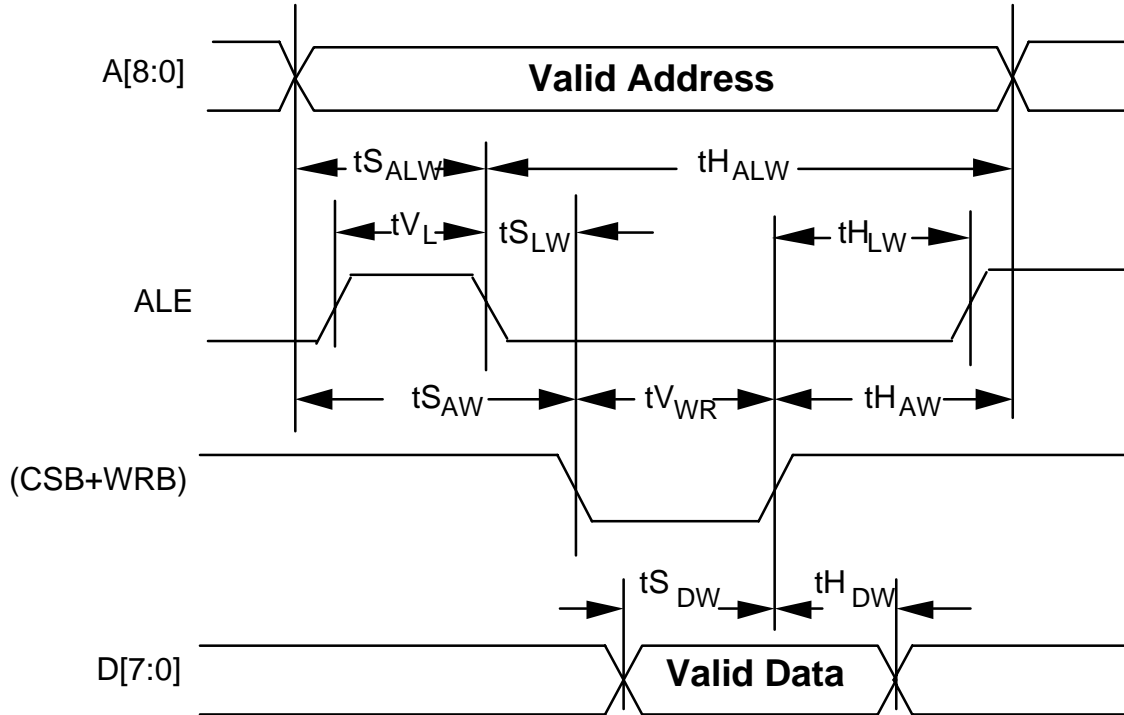 A[8:0] Valid Address
tS ALW tH ALW
tV L tS LW tH LW
ALE
tS AW tV WR tH AW
(CSB+WRB)
tS DW tH DW
D[7:0] Valid Data